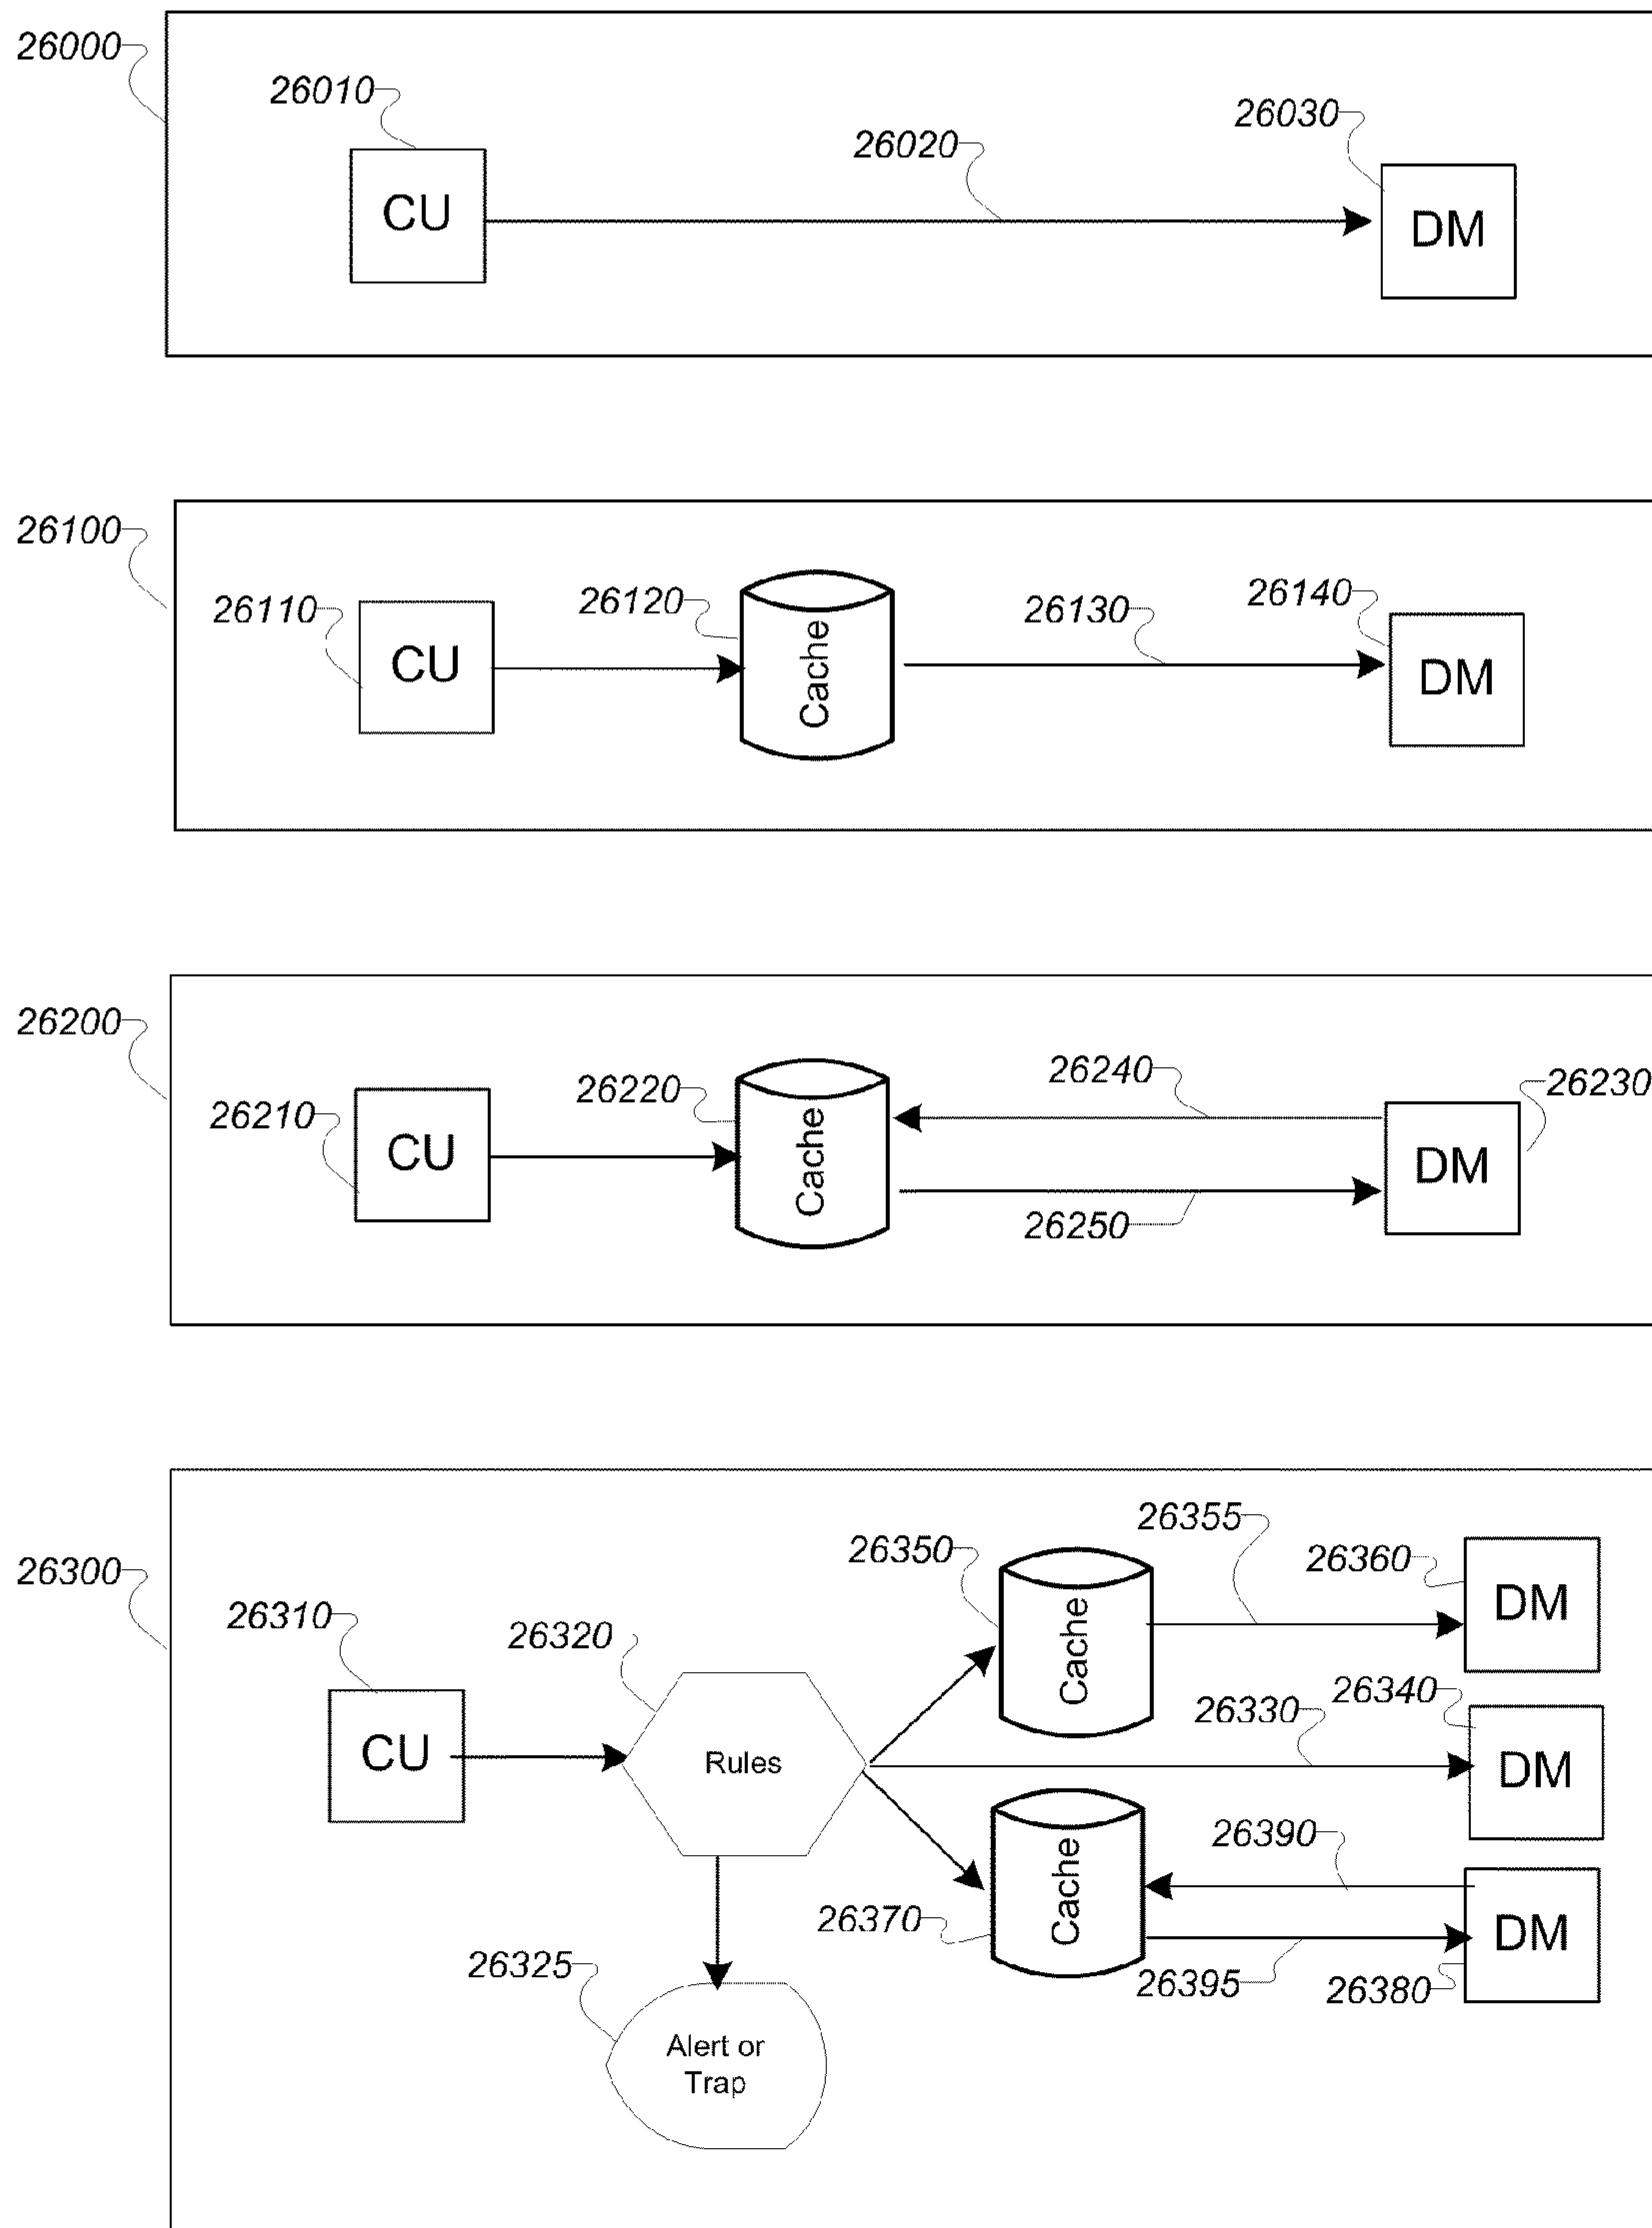 26000
26010
26020
26030
CU
DM
26100
26110
26120
26130
26140
CU
Cache
DM
26200
26210
26220
26240
26230
CU
Cache
DM
26250
26300
26310
26320
26350
26355
26360
DM
Cache
26330
26340
CU
Rules
DM
26390
Cache
26370
DM
26395
26380
26325
Alert or
Trap